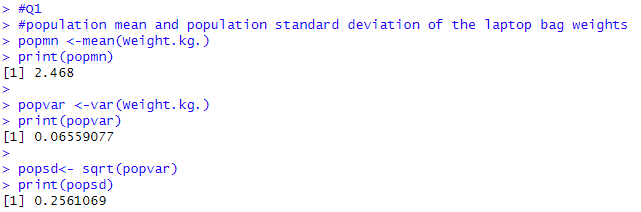 > #Q1
> #population mean and population standard deviation of the laptop bag weights
> popmn <-mean(Weight.kg.)
> print(popmn)
[1] 2.468
>
> popvar <-var(Weight.kg.)
> print(popvar)
[1] 0.06559077
>
> popsd<- sqrt(popvar)
> print(popsd)
[1] 0.2561069